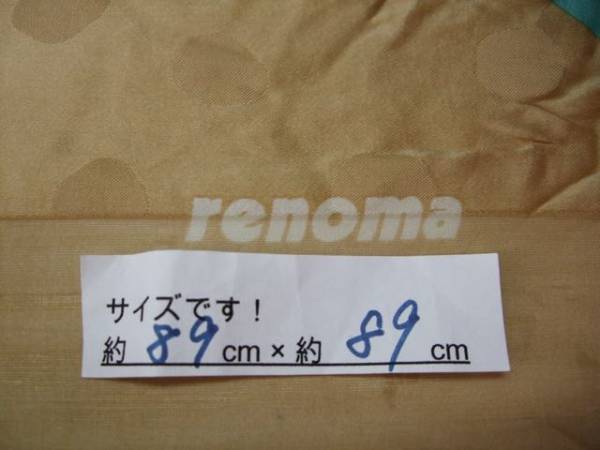 renoma
サイズです！
約 89 cm × 約 89 cm